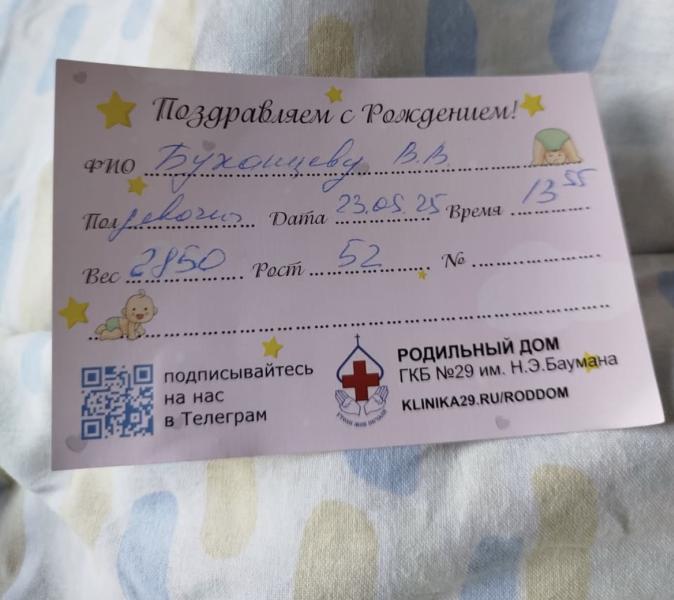 Поздравляем с Рождением!
ФИО Буханцеву В.В.
Пол девочка Дата 23.05.25 Время 13 55
Вес 2850 Рост 52 №
подписывайтесь
на нас
в Телеграм
РОДИЛЬНЫЙ ДОМ
ГКБ №29 им. Н.Э.Баумана
KLINIKA29.RU/RODDOM